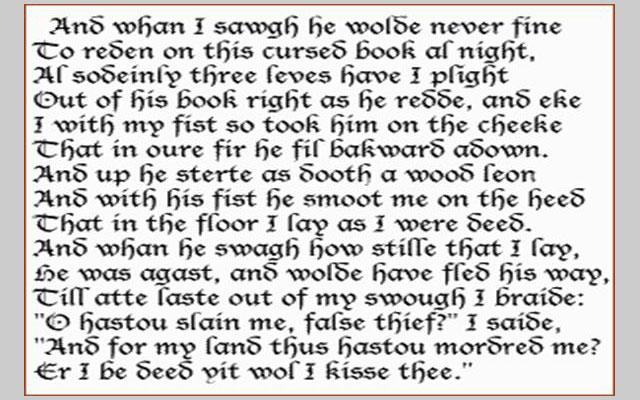 And whan I sawgh he wolde never fine
To reden on this cursed book al night,
Al sodeinly three leves have I plight
Out of his book right as he redde, and eke
I with my fist so took him on the cheeke
That in oure fir he fil bakward adown.
And up he sterte as dooth a wood leon
And with his fist he smoot me on the heed
That in the floor I lay as I were deed.
And whan he swagh how stille that I lay,
He was agast, and wolde have fled his way,
Till atte laste out of my swough I braide:
"O hastou slain me, false thief?" I saide,
"And for my land thus hastou mordred me?
Er I be deed yit wol I kisse thee."